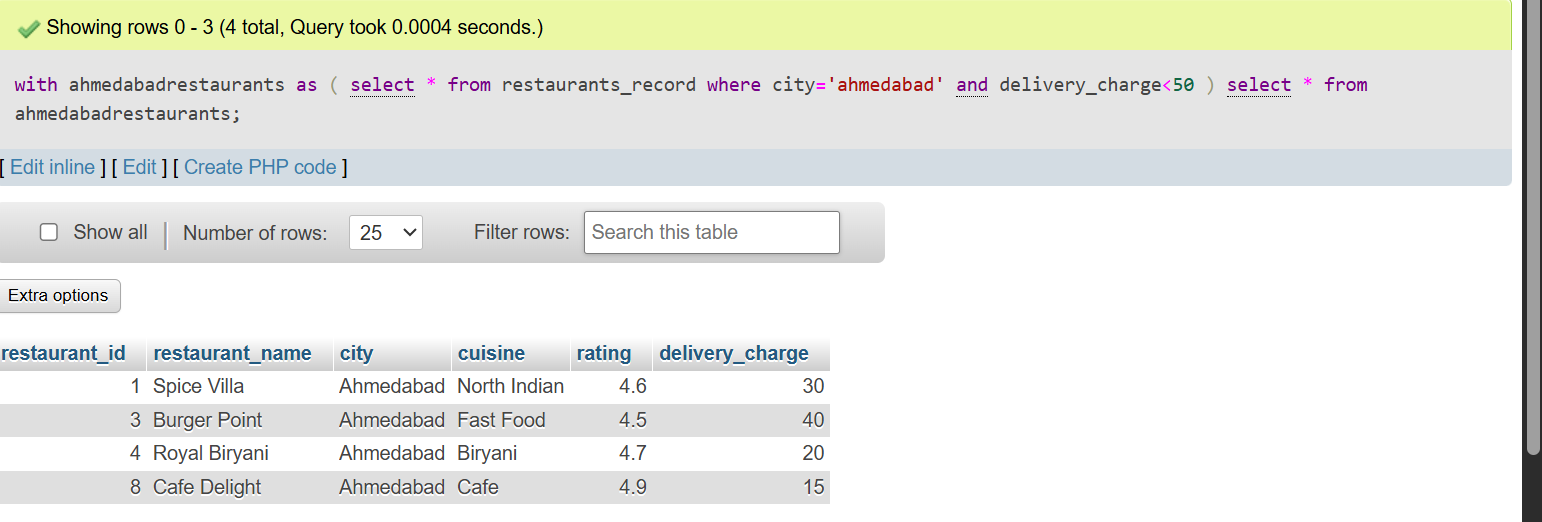 Showing rows 0 - 3 (4 total, Query took 0.0004 seconds.)
with ahmedabadrestaurants as ( select * from restaurants_record where city='ahmedabad' and delivery_charge<50 ) select * from
ahmedabadrestaurants;
[ Edit inline ] [ Edit ] [ Create PHP code ]
Show all | Number of rows: 25 Filter rows: Search this table
Extra options
restaurant_id restaurant_name city cuisine rating delivery_charge
1 Spice Villa Ahmedabad North Indian 4.6 30
3 Burger Point Ahmedabad Fast Food 4.5 40
4 Royal Biryani Ahmedabad Biryani 4.7 20
8 Cafe Delight Ahmedabad Cafe 4.9 15